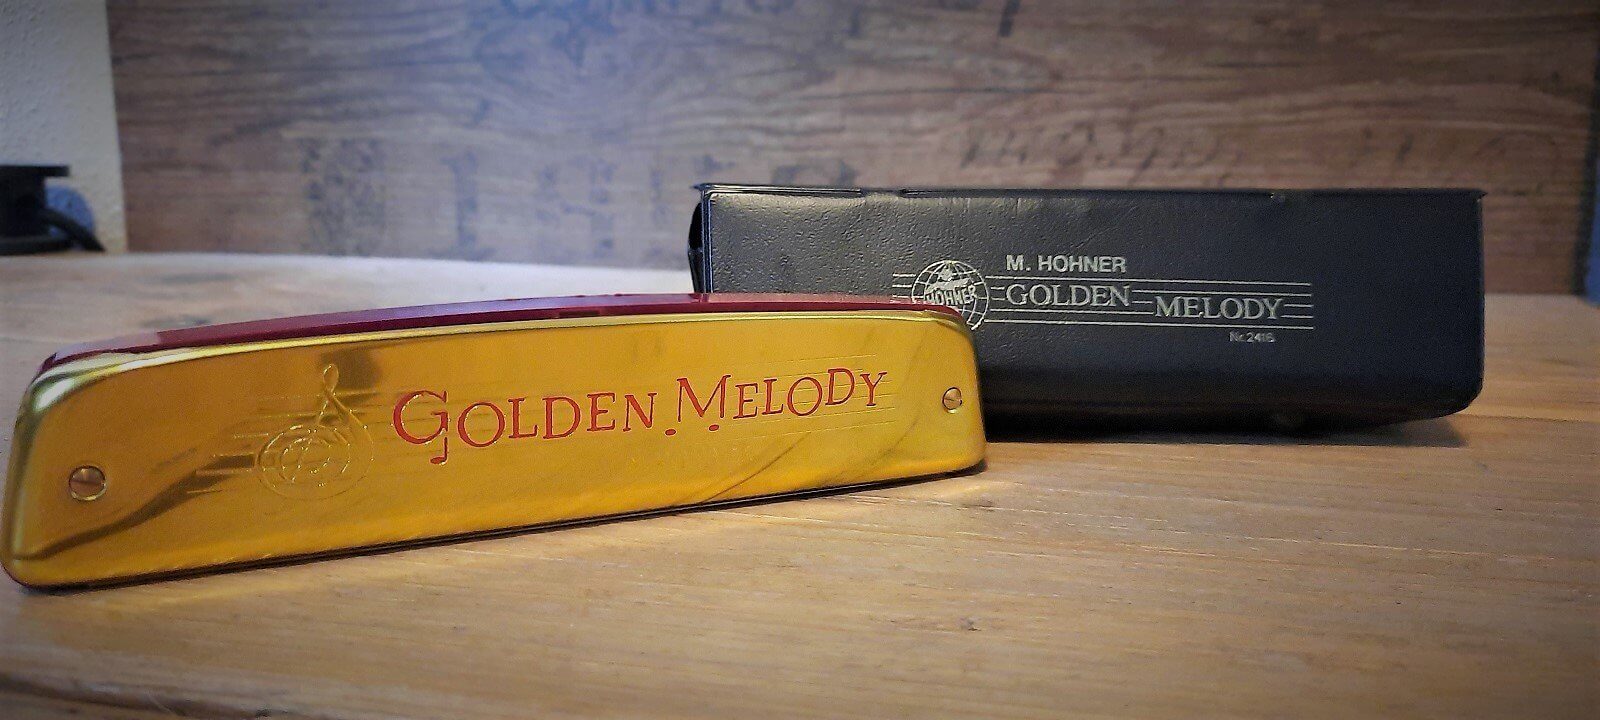 GOLDEN MELODY
M. HOHNER
HOHNER
GOLDEN MELODY
Nr. 2416